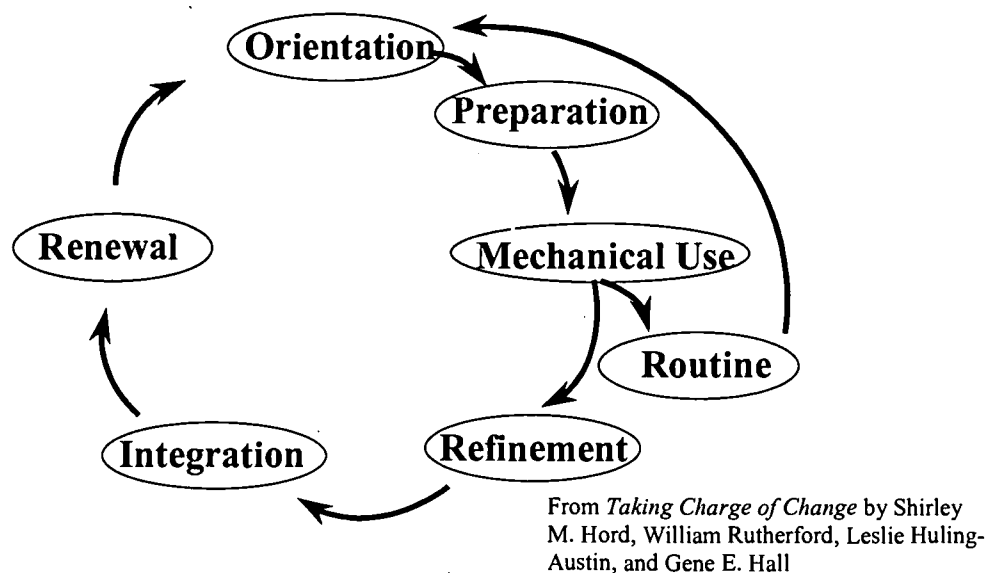 Orientation
Preparation
Mechanical Use
Routine
Refinement
Integration
Renewal
From Taking Charge of Change by Shirley
M. Hord, William Rutherford, Leslie Huling-
Austin, and Gene E. Hall